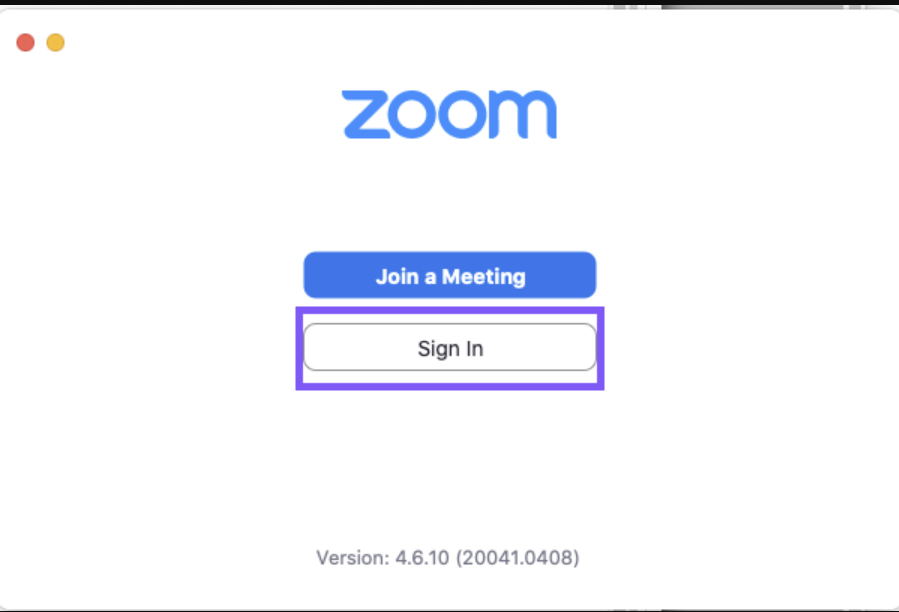 zoom
Join a Meeting
Sign In
Version: 4.6.10 (20041.0408)